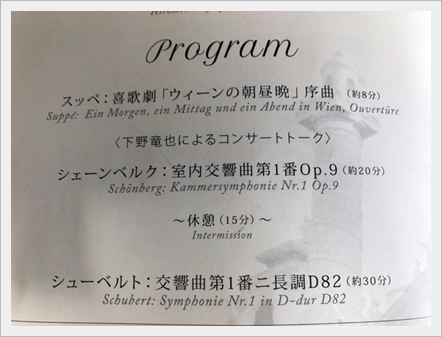 Program
スッペ：喜歌劇「ウィーンの朝昼晩」序曲 （約8分）
Suppé: Ein Morgen, ein Mittag und ein Abend in Wien, Ouvertüre
〈下野竜也によるコンサートトーク〉
シェーンベルク：室内交響曲第1番Op.9（約20分）
Schönberg: Kammersymphonie Nr.1 Op.9
～休憩（15分）～
Intermission
シューベルト：交響曲第1番ニ長調D82（約30分）
Schubert: Symphonie Nr.1 in D-dur D82